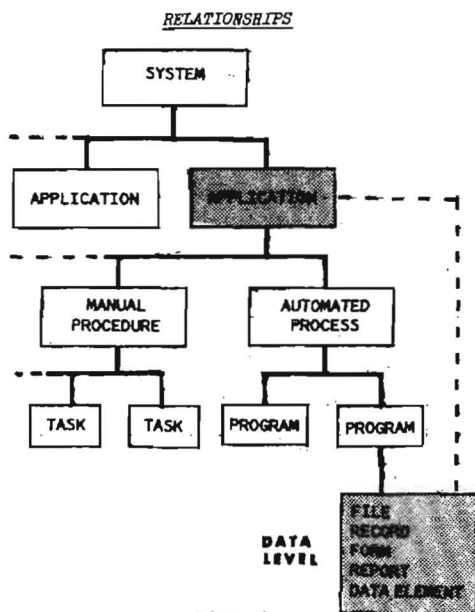 RELATIONSHIPS
SYSTEM
APPLICATION
APPLICATION
MANUAL
PROCEDURE
AUTOMATED
PROCESS
TASK
TASK
PROGRAM
PROGRAM
DATA
LEVEL
FILE
RECORD
FORM
REPORT
DATA ELEMENT